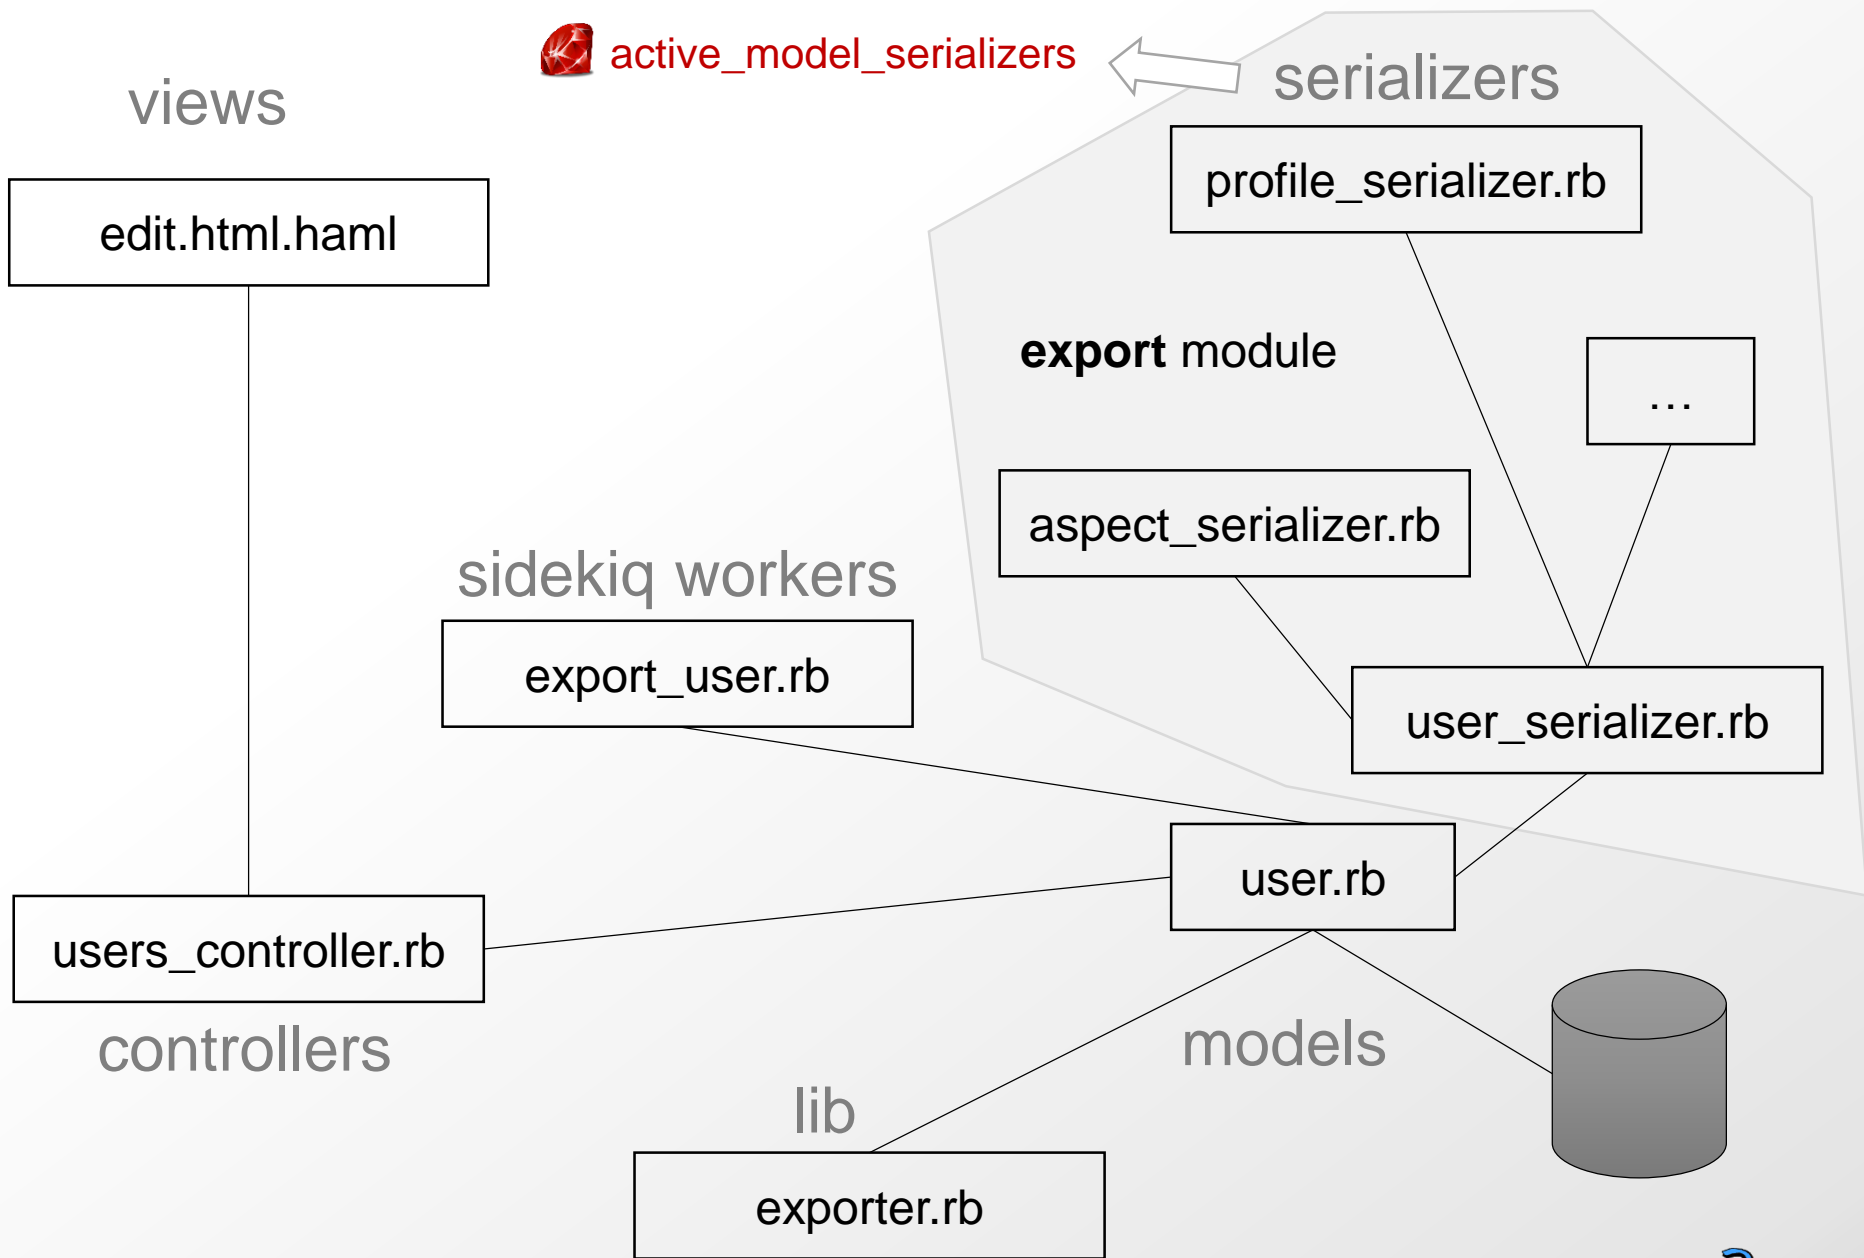 active_model_serializers
serializers
views
profile_serializer.rb
edit.html.haml
export module
…
aspect_serializer.rb
sidekiq workers
export_user.rb
user_serializer.rb
user.rb
users_controller.rb
controllers
models
lib
exporter.rb